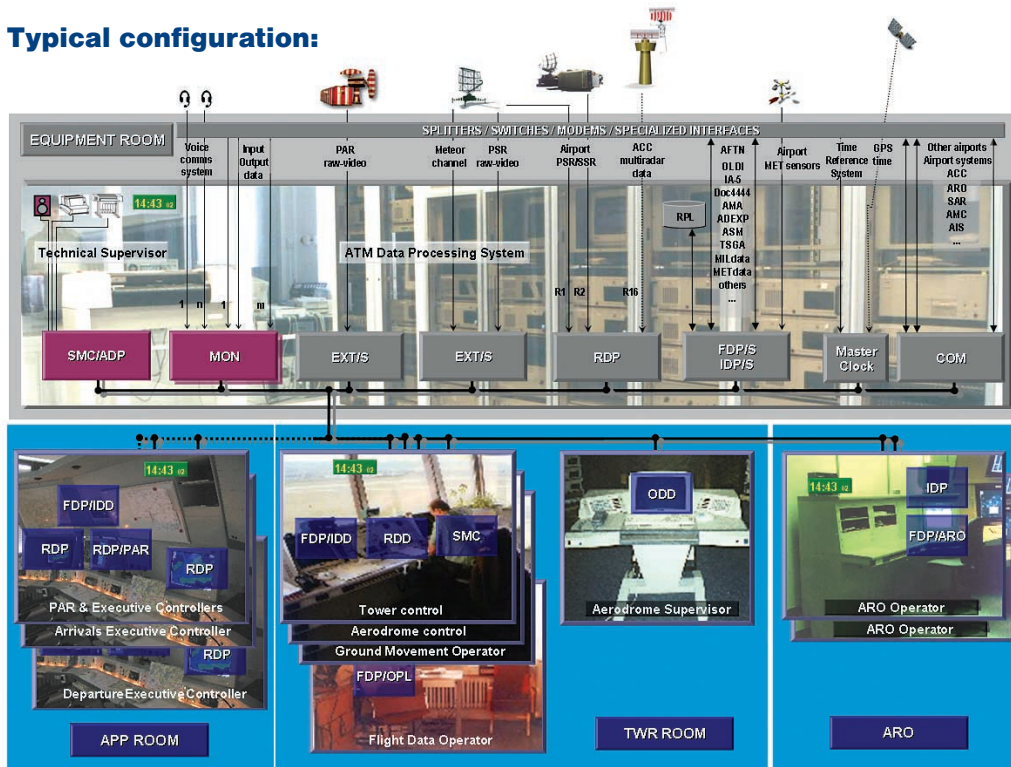 Typical configuration:
EQUIPMENT ROOM
SPLITTERS / SWITCHES / MODEMS / SPECIALIZED INTERFACES
Voice
comms
system
Input
Output
data
PAR
raw-video
Meteor
channel
PSR
raw-video
Airport
PSR/SSR
ACC
multiradar
data
AFTN
OLDI
IA-5
Doc4444
AMA
ADEXP
ASM
TSGA
MILdata
METdata
others
...
Airport
MET sensors
Time
Reference
System
GPS
time
Other airports
Airport systems
ACC
ARO
SAR
AMC
AIS
...
14:43 02
RPL
Technical Supervisor
ATM Data Processing System
1
n
1
m
R1
R2
R16
SMC/ADP
MON
EXT/S
EXT/S
RDP
FDP/S
IDP/S
Master
Clock
COM
14:43 02
FDP/IDD
RDP
RDP/PAR
RDP
PAR & Executive Controllers
Arrivals Executive Controller
RDP
Departure Executive Controller
APP ROOM
14:43 02
FDP/IDD
RDD
SMC
Tower control
Aerodrome control
Ground Movement Operator
FDP/OPL
Flight Data Operator
ODD
Aerodrome Supervisor
TWR ROOM
14:43 02
IDP
FDP/ARO
ARO Operator
ARO Operator
ARO